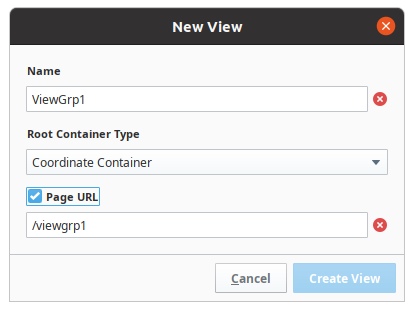 New View
Name
ViewGrp1
Root Container Type
Coordinate Container
Page URL
/viewgrp1
Cancel
Create View